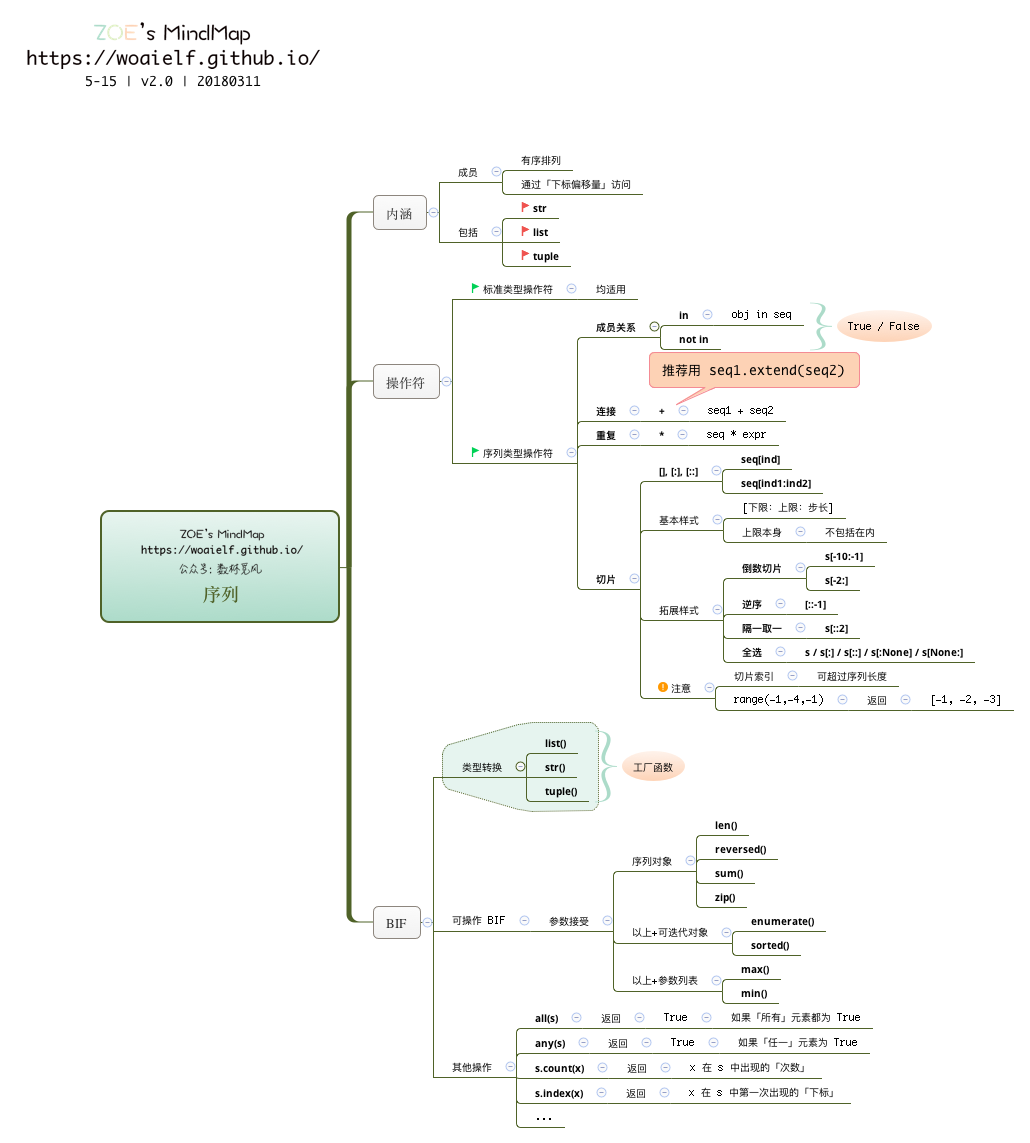 ZOE's MindMap
https://woaielf.github.io/
5-15 | v2.0 | 20180311
ZOE's MindMap
https://woaielf.github.io/
公众号: 数析觅风
序列
内涵
成员
有序排列
通过「下标偏移量」访问
包括
str
list
tuple
操作符
标准类型操作符
均适用
序列类型操作符
成员关系
in
obj in seq
not in
True / False
推荐用 seq1.extend(seq2)
连接
+
seq1 + seq2
重复
*
seq * expr
切片
[], [:], [::]
seq[ind]
seq[ind1:ind2]
基本样式
[下限: 上限: 步长]
上限本身
不包括在内
拓展样式
倒数切片
s[-10:-1]
s[-2:]
逆序
[::-1]
隔一取一
s[::2]
全选
s / s[:] / s[::] / s[:None] / s[None:]
注意
切片索引
可超过序列长度
range(-1,-4,-1)
返回
[-1, -2, -3]
BIF
类型转换
list()
str()
tuple()
工厂函数
可操作 BIF
参数接受
序列对象
len()
reversed()
sum()
zip()
以上+可迭代对象
enumerate()
sorted()
以上+参数列表
max()
min()
其他操作
all(s)
返回
True
如果「所有」元素都为 True
any(s)
返回
True
如果「任一」元素为 True
s.count(x)
返回
x 在 s 中出现的「次数」
s.index(x)
返回
x 在 s 中第一次出现的「下标」
...